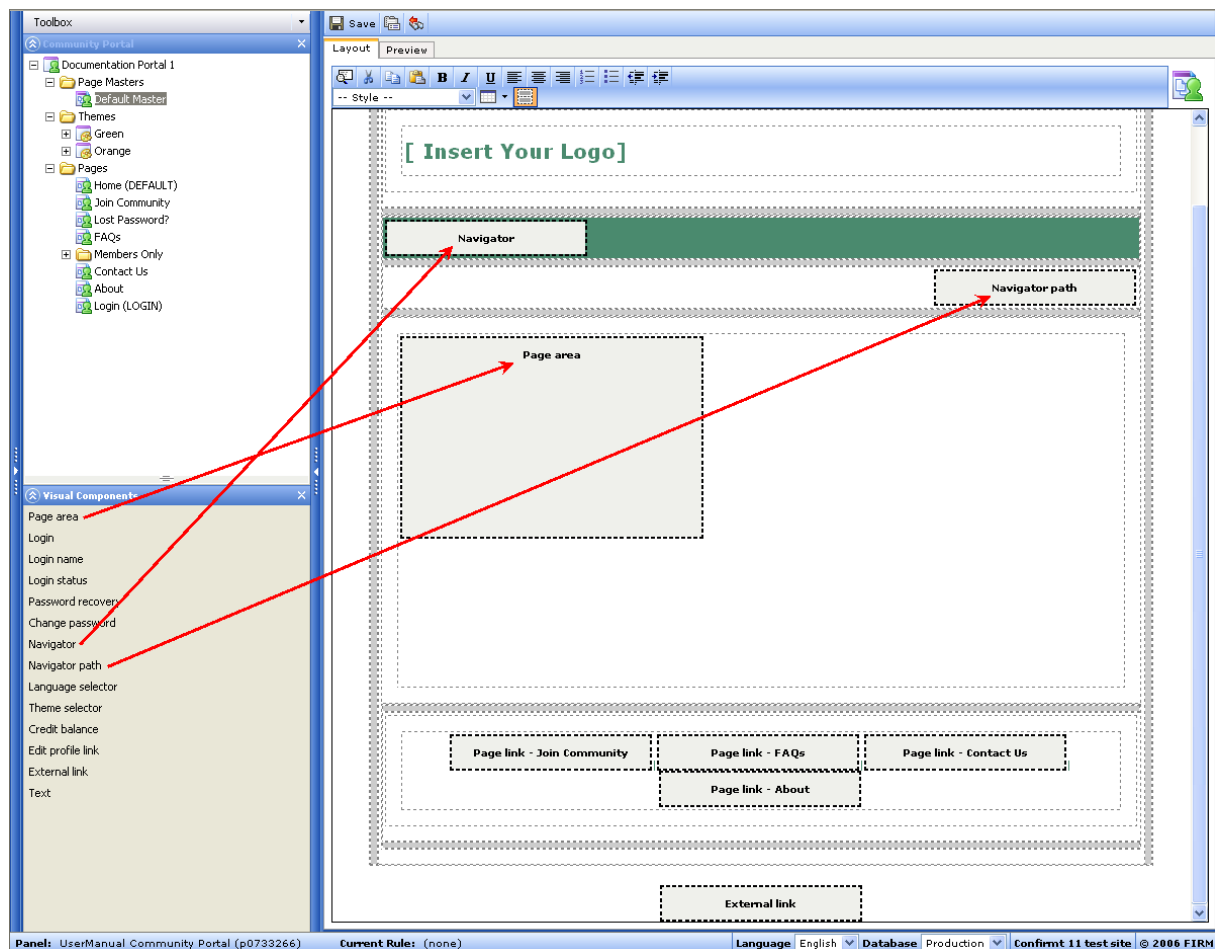 Toolbox
Community Portal
Documentation Portal 1
Page Masters
Default Master
Themes
Green
Orange
Pages
Home (DEFAULT)
Join Community
Lost Password?
FAQs
Members Only
Contact Us
About
Login (LOGIN)
Visual Components
Page area
Login
Login name
Login status
Password recovery
Change password
Navigator
Navigator path
Language selector
Theme selector
Credit balance
Edit profile link
External link
Text
Save
Layout Preview
B I U
-- Style --
[ Insert Your Logo]
Navigator
Navigator path
Page area
Page link - Join Community Page link - FAQs Page link - Contact Us
Page link - About
External link
Panel: UserManual Community Portal (p0733266) Current Rule: (none) Language English Database Production Confirmt 11 test site © 2006 FIRM